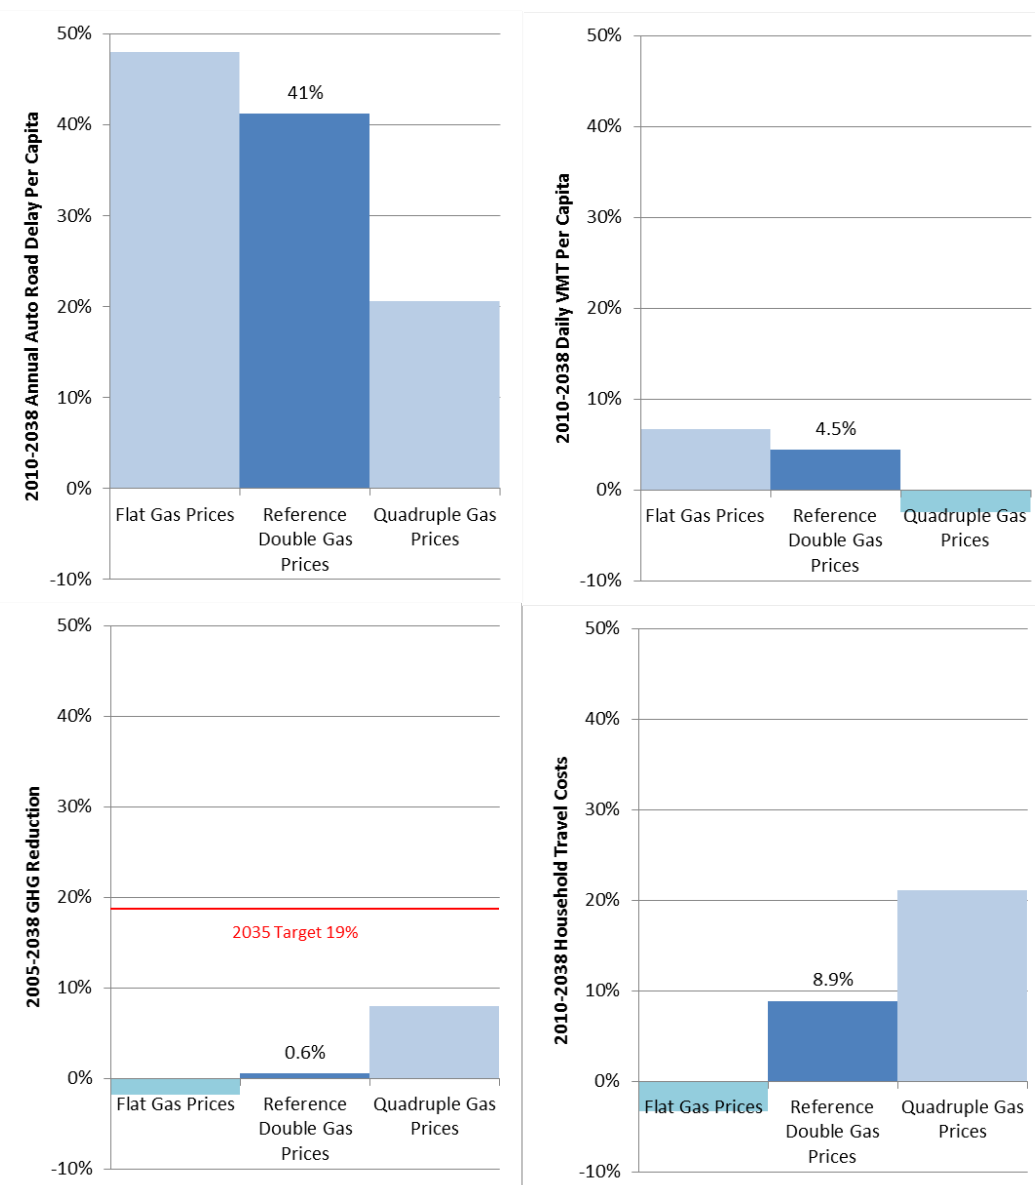 2010-2038 Annual Auto Road Delay Per Capita
50%
40%
30%
20%
10%
0%
-10%
41%
Flat Gas Prices
Reference
Double Gas
Prices
Quadruple Gas
Prices
2010-2038 Daily VMT Per Capita
50%
40%
30%
20%
10%
0%
-10%
4.5%
Flat Gas Prices
Reference
Double Gas
Prices
Quadruple Gas
Prices
2005-2038 GHG Reduction
50%
40%
30%
20%
10%
0%
-10%
2035 Target 19%
0.6%
Flat Gas Prices
Reference
Double Gas
Prices
Quadruple Gas
Prices
2010-2038 Household Travel Costs
50%
40%
30%
20%
10%
0%
-10%
8.9%
Flat Gas Prices
Reference
Double Gas
Prices
Quadruple Gas
Prices